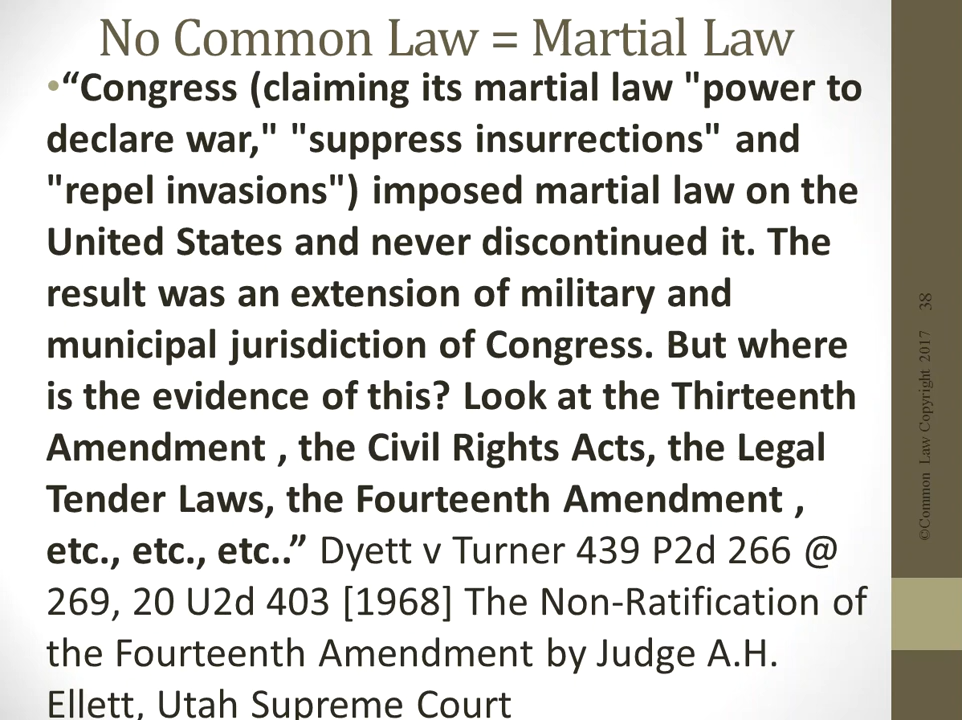 No Common Law = Martial Law
•“Congress (claiming its martial law "power to
declare war," "suppress insurrections" and
"repel invasions") imposed martial law on the
United States and never discontinued it. The
result was an extension of military and
municipal jurisdiction of Congress. But where
is the evidence of this? Look at the Thirteenth
Amendment , the Civil Rights Acts, the Legal
Tender Laws, the Fourteenth Amendment ,
etc., etc., etc..” Dyett v Turner 439 P2d 266 @
269, 20 U2d 403 [1968] The Non-Ratification of
the Fourteenth Amendment by Judge A.H.
Ellett, Utah Supreme Court
©Common Law Copyright 2017 38